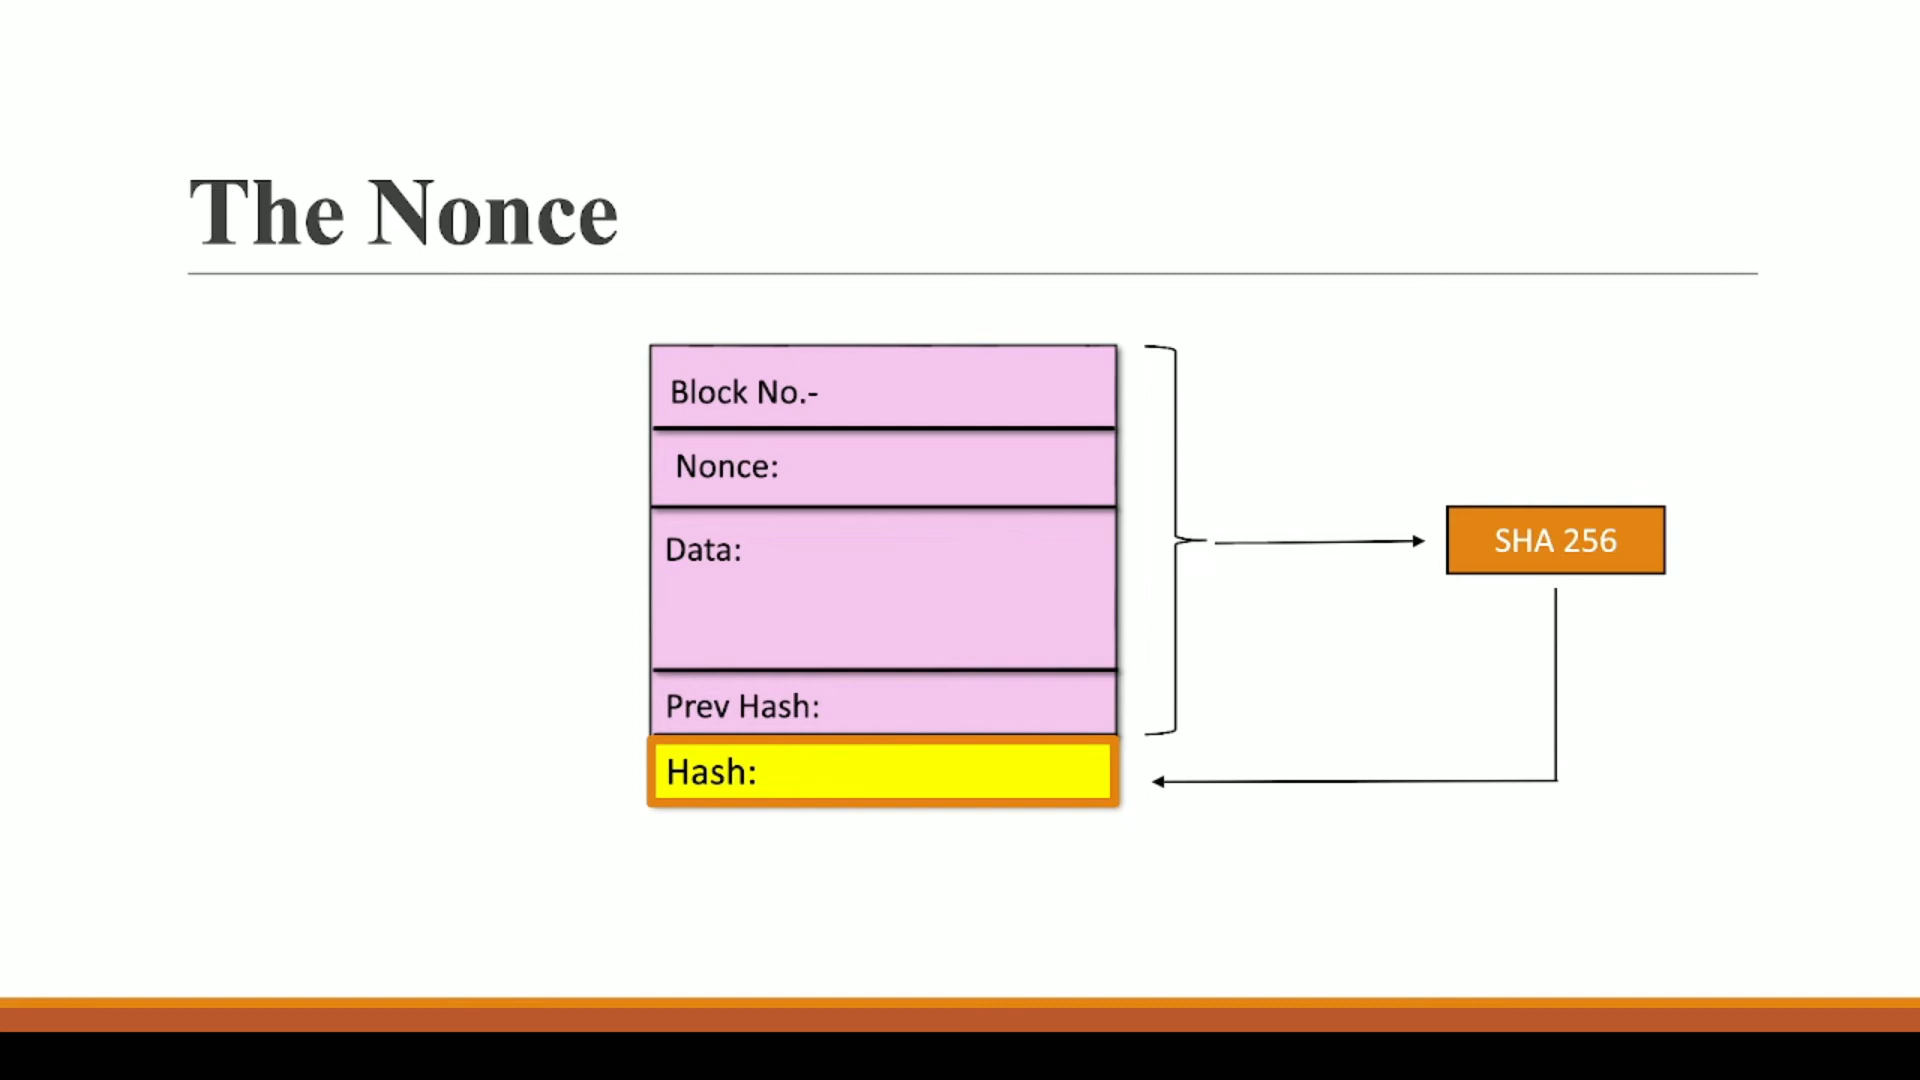 The Nonce
Block No.-
Nonce:
Data:
Prev Hash:
Hash:
SHA 256